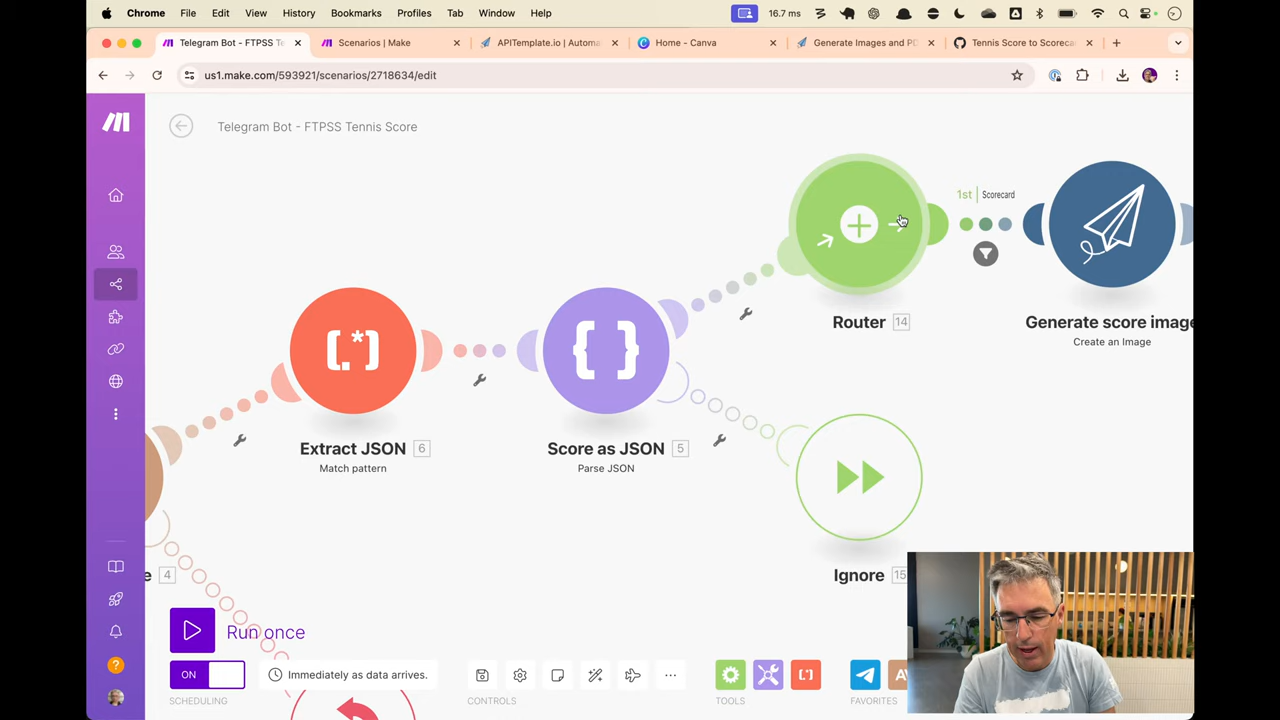 Chrome File Edit View History Bookmarks Profiles Tab Window Help 16.7 ms
Telegram Bot - FTPSS Te
Scenarios | Make
APITemplate.io | Automa
Home - Canva
Generate Images and PD
Tennis Score to Scoreca
us1.make.com/593921/scenarios/2718634/edit
Telegram Bot - FTPSS Tennis Score
1st Scorecard
Router 14
Generate score image
Create an Image
Extract JSON 6
Match pattern
Score as JSON 5
Parse JSON
e 4
Ignore 15
Run once
ON
Immediately as data arrives.
SCHEDULING
CONTROLS
TOOLS
FAVORITES